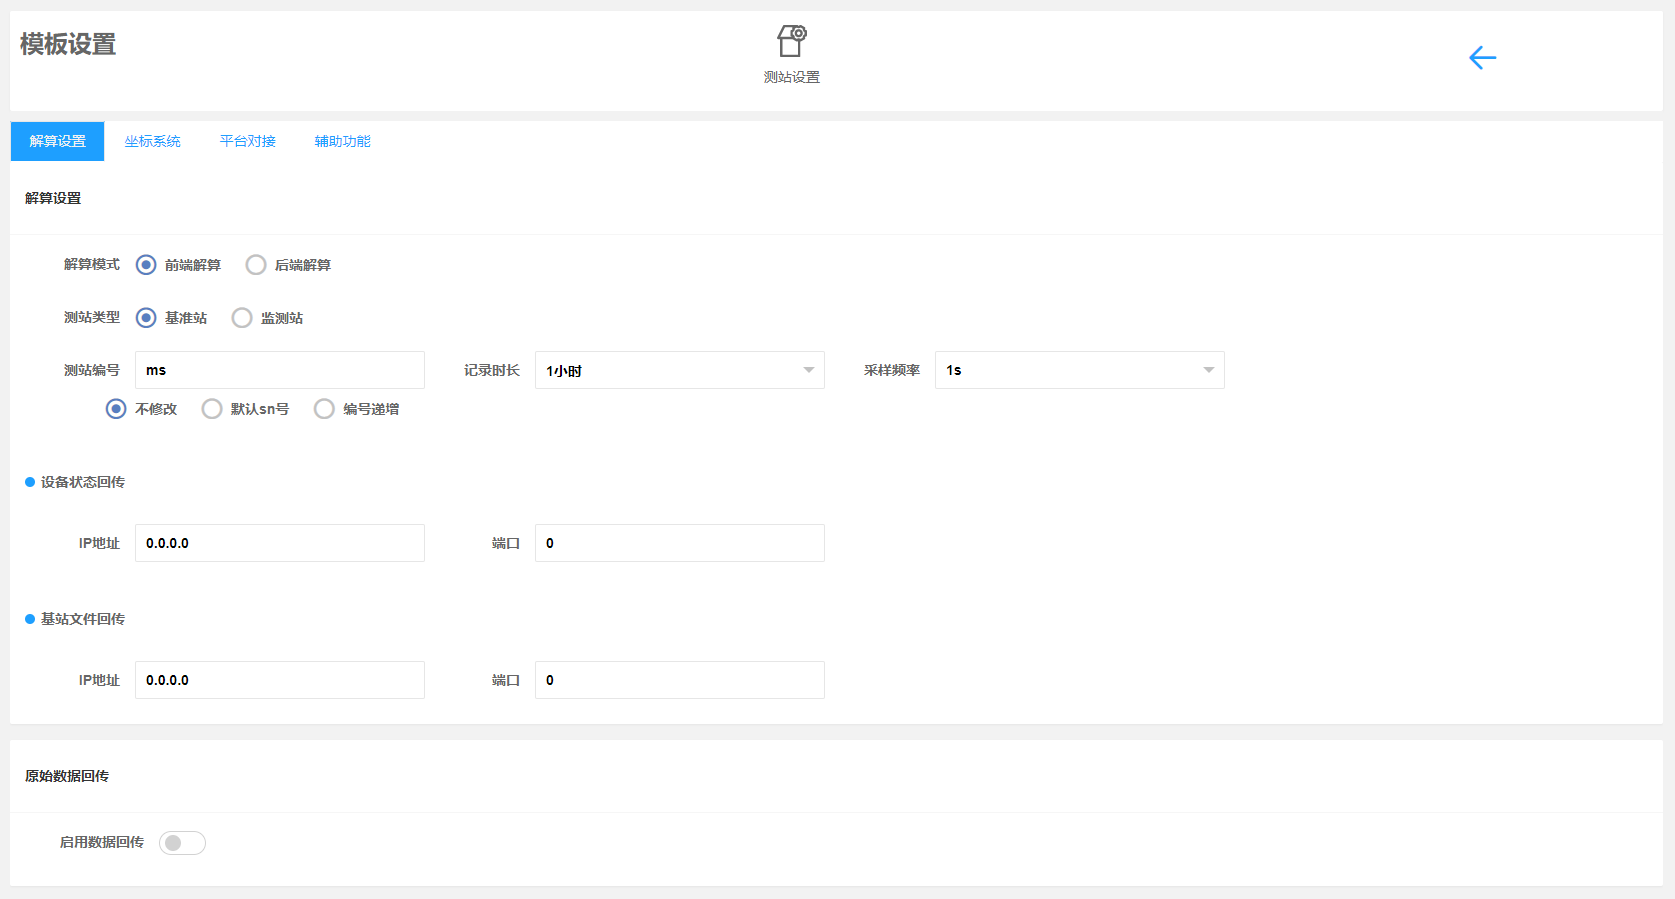 模板设置
测站设置
解算设置 坐标系统 平台对接 辅助功能
解算设置
解算模式 前端解算 后端解算
测站类型 基准站 监测站
测站编号 ms 记录时长 1小时 采样频率 1s
不修改 默认sn号 编号递增
设备状态回传
IP地址 0.0.0.0 端口 0
基站文件回传
IP地址 0.0.0.0 端口 0
原始数据回传
启用数据回传